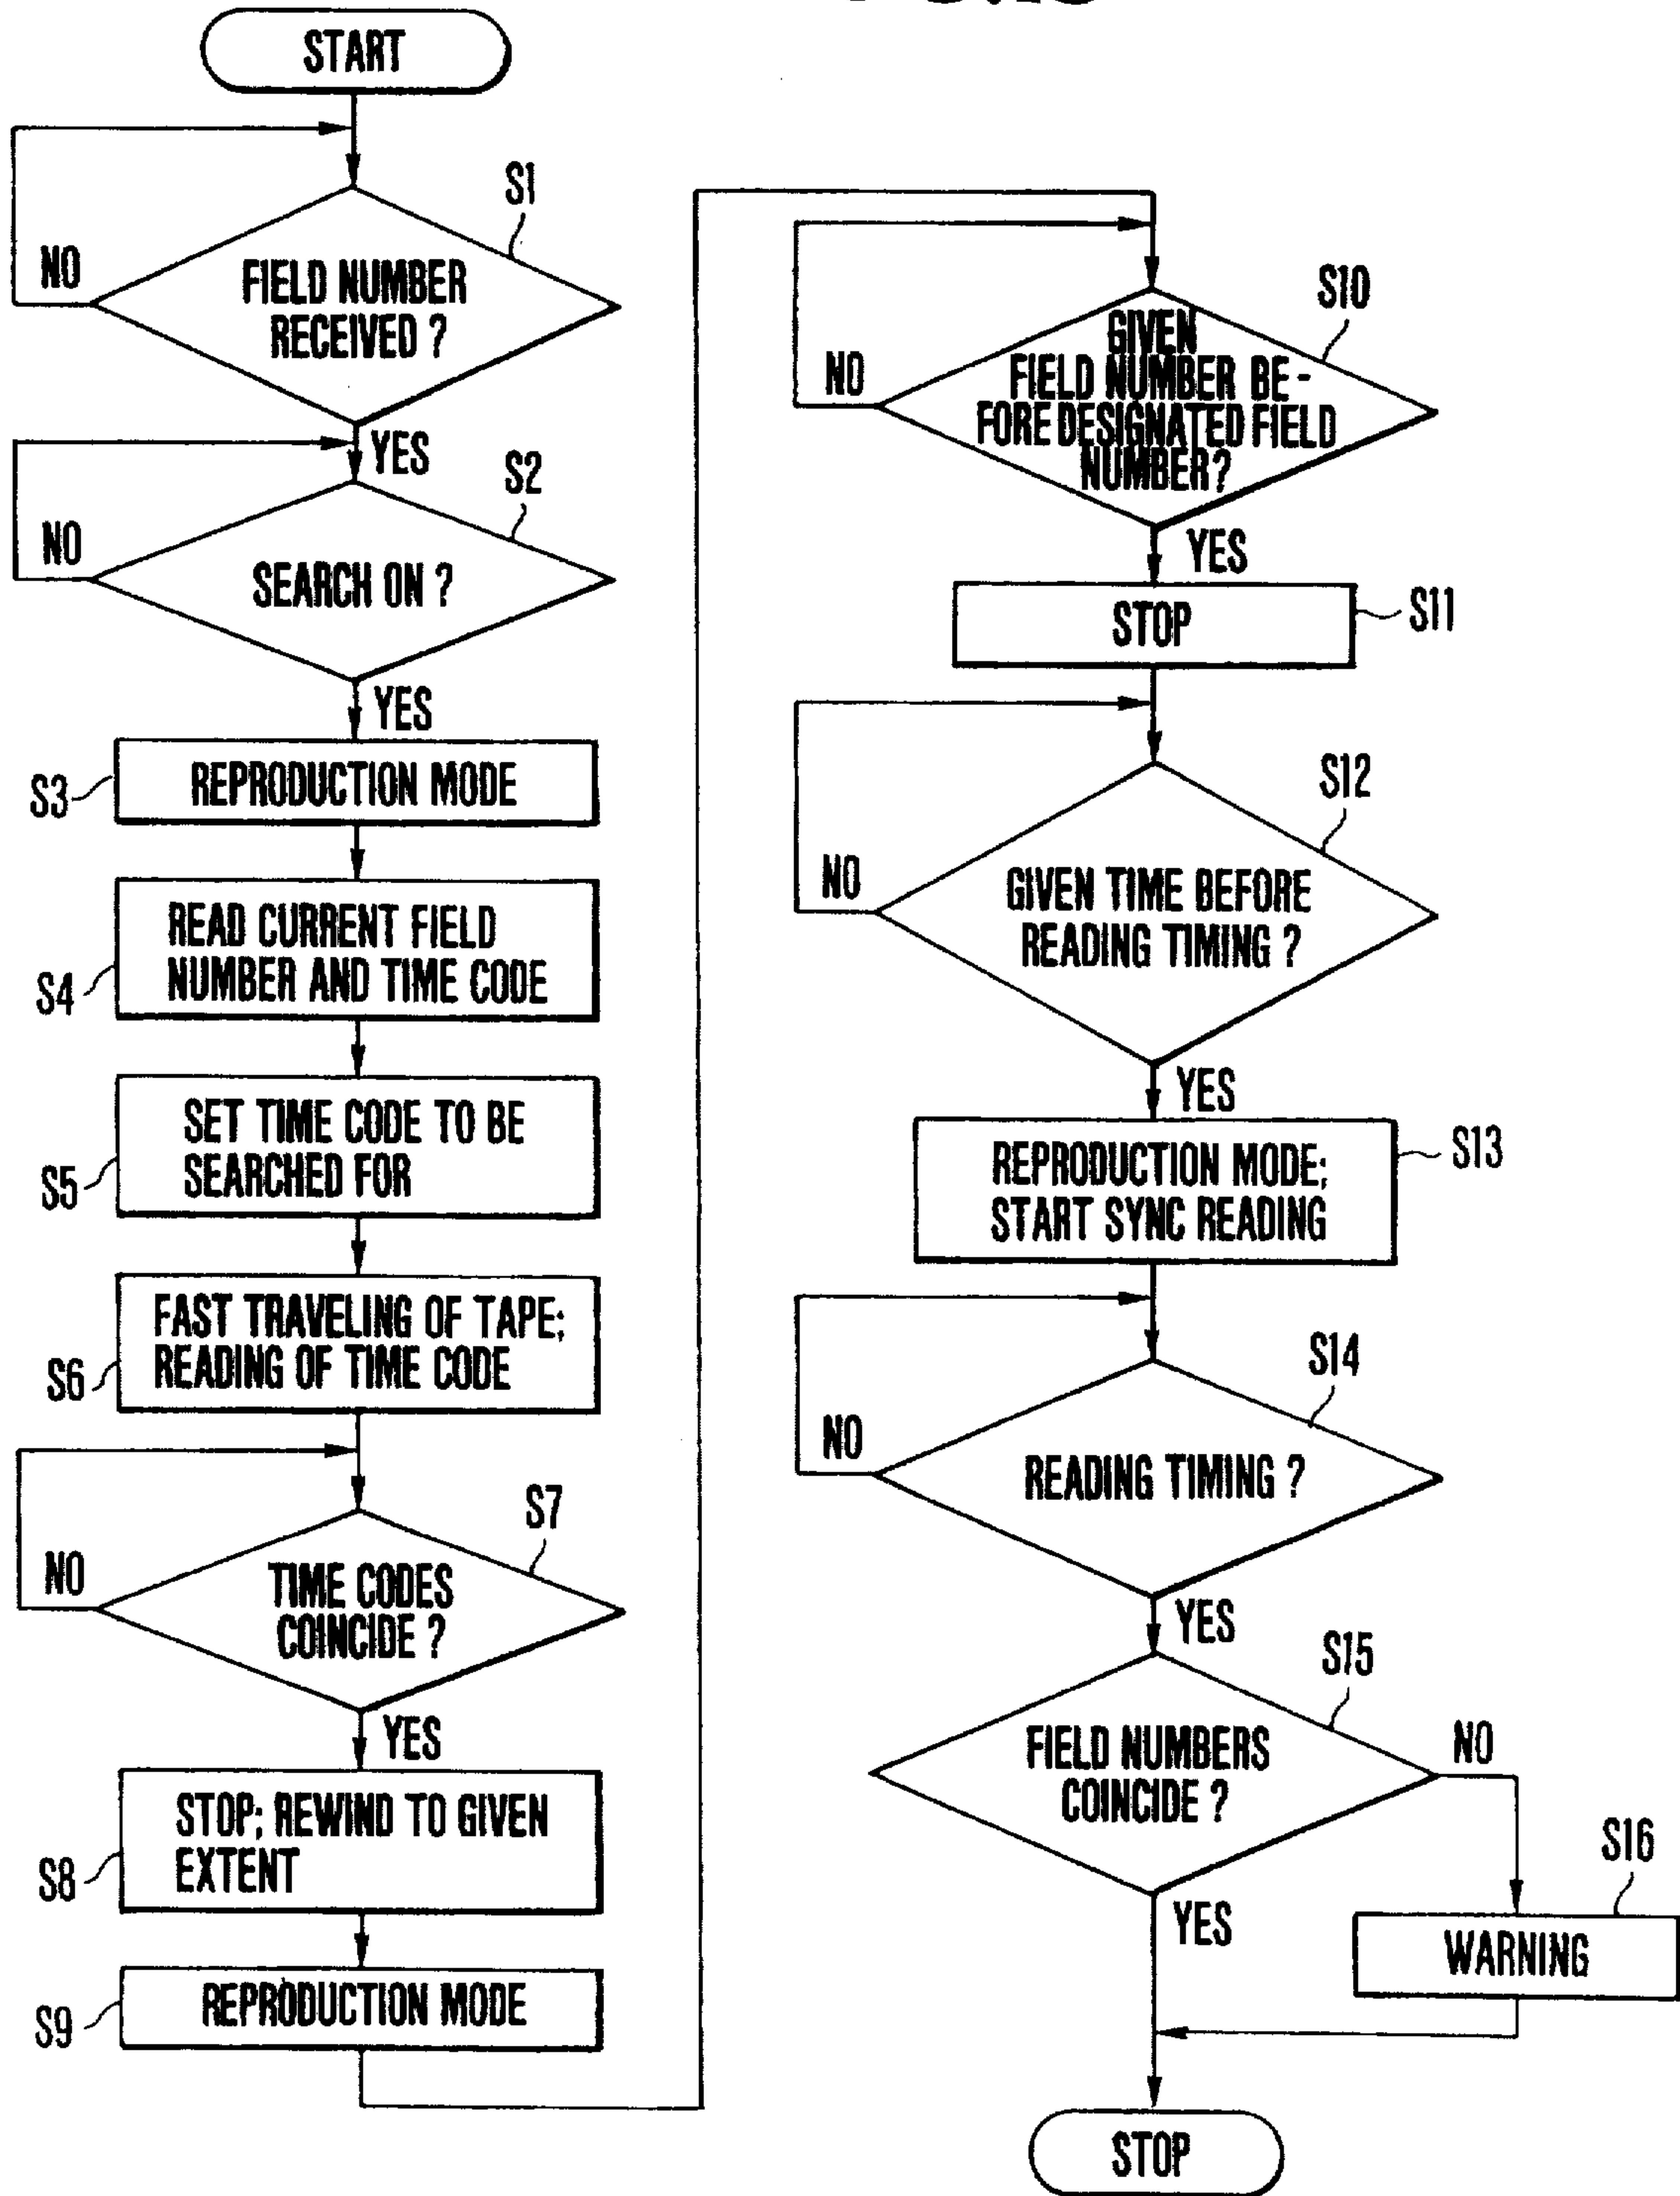 START
S1
NO
FIELD NUMBER
RECEIVED ?
YES
S2
NO
SEARCH ON ?
YES
S3
REPRODUCTION MODE
S4
READ CURRENT FIELD
NUMBER AND TIME CODE
S5
SET TIME CODE TO BE
SEARCHED FOR
S6
FAST TRAVELING OF TAPE;
READING OF TIME CODE
S7
NO
TIME CODES
COINCIDE ?
YES
S8
STOP; REWIND TO GIVEN
EXTENT
S9
REPRODUCTION MODE
S10
NO
GIVEN
FIELD NUMBER BE-
FORE DESIGNATED FIELD
NUMBER?
YES
STOP
S11
S12
NO
GIVEN TIME BEFORE
READING TIMING ?
YES
REPRODUCTION MODE;
START SYNC READING
S13
S14
NO
READING TIMING ?
YES
S15
FIELD NUMBERS
COINCIDE ?
NO
S16
YES
WARNING
STOP